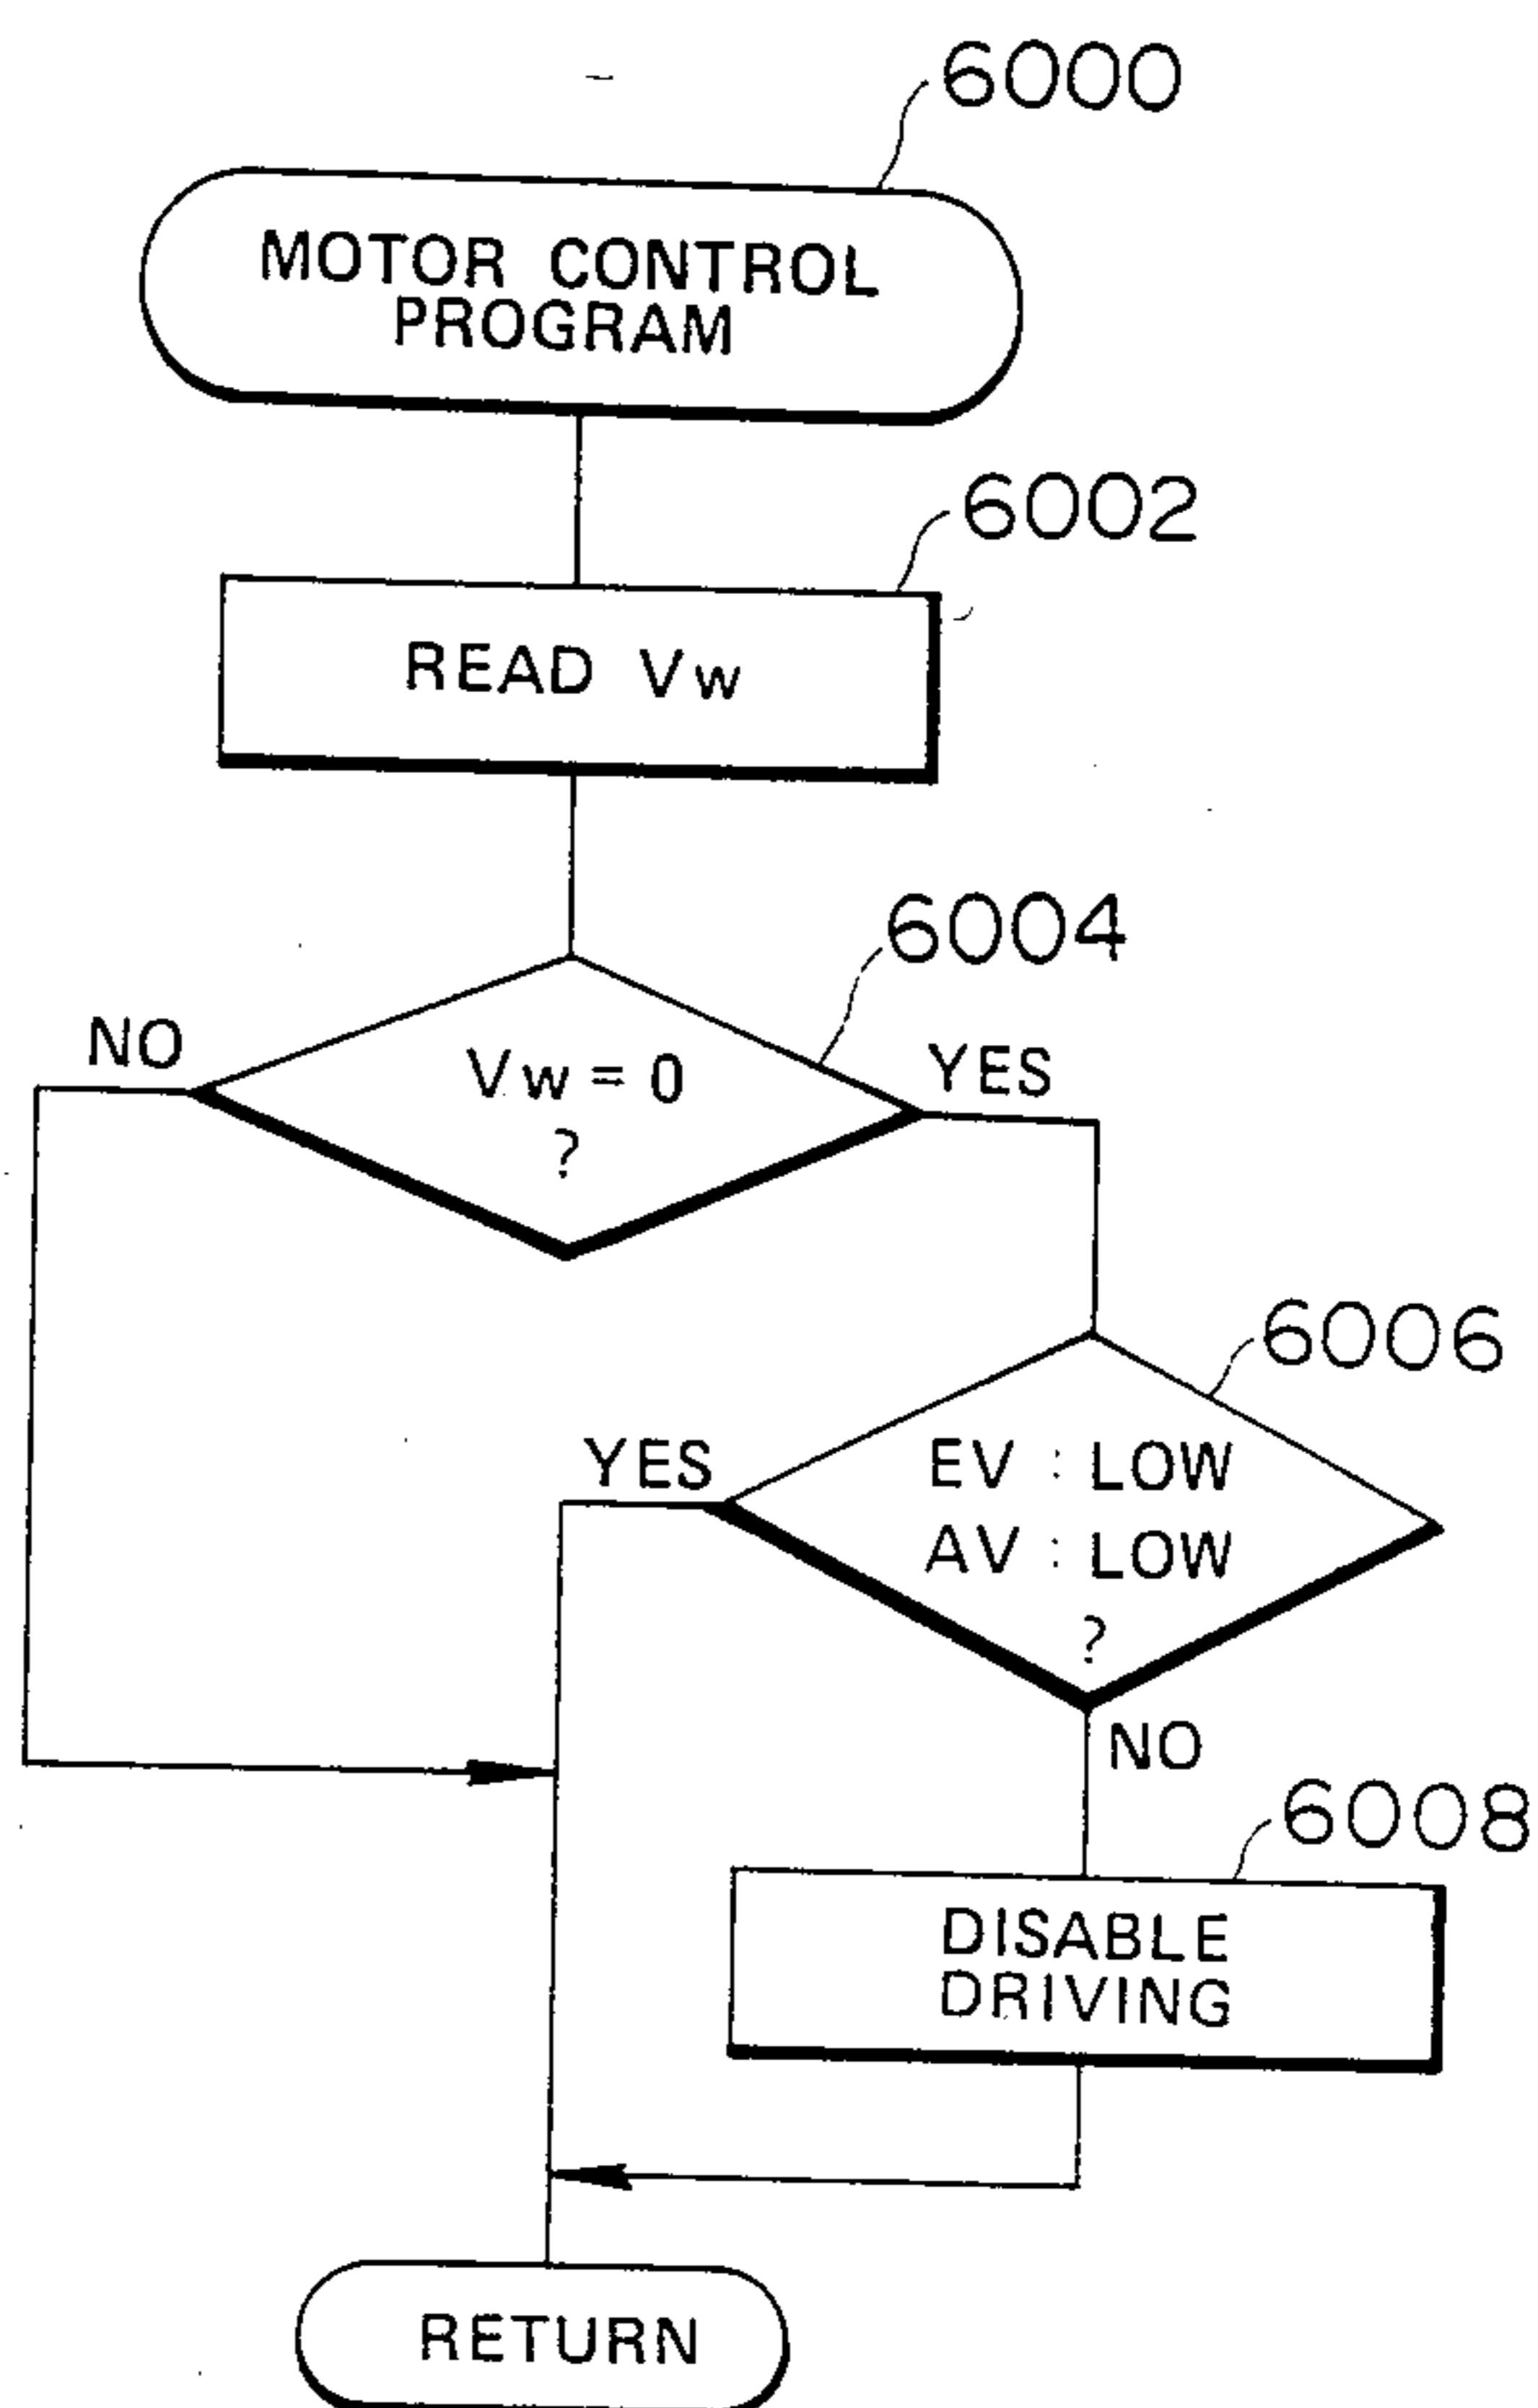 6000
MOTOR CONTROL
PROGRAM
6002
READ Vw
6004
NO
Vw = 0
?
YES
6006
YES
EV : LOW
AV : LOW
?
NO
6008
DISABLE
DRIVING
RETURN